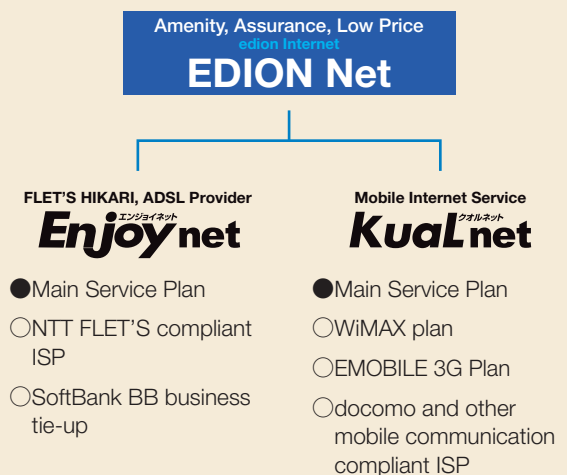 Amenity, Assurance, Low Price
edion Internet
EDION Net
FLET'S HIKARI, ADSL Provider
エンジョイネット
Enjoy net
●Main Service Plan
○NTT FLET'S compliant
ISP
○SoftBank BB business
tie-up
Mobile Internet Service
クオルネット
KuaL net
●Main Service Plan
○WiMAX plan
○EMOBILE 3G Plan
○docomo and other
mobile communication
compliant ISP